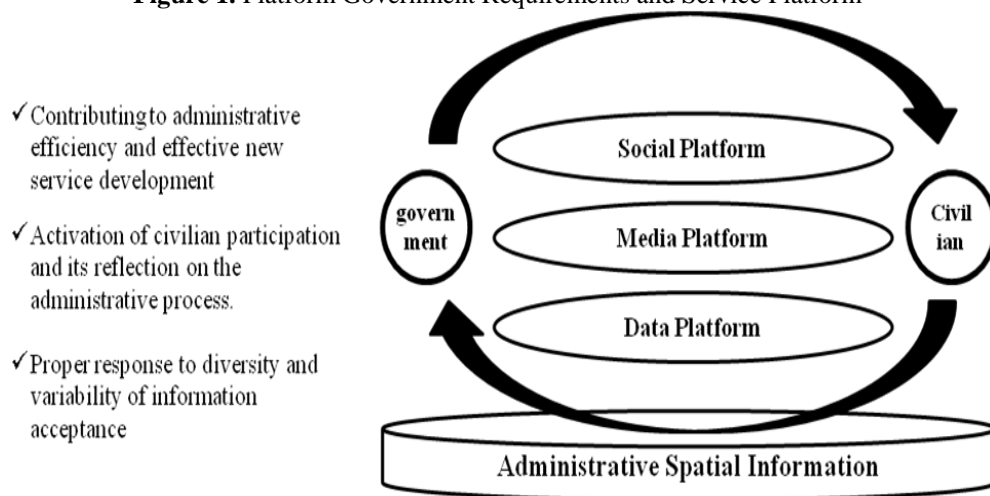 Figure 1. Platform Government Requirements and Service Platform
✓Contributing to administrative
efficiency and effective new
service development
✓Activation of civilian participation
and its reflection on the
administrative process.
✓Proper response to diversity and
variability of information
acceptance
Social Platform
govern
ment
Media Platform
Civil
ian
Data Platform
Administrative Spatial Information